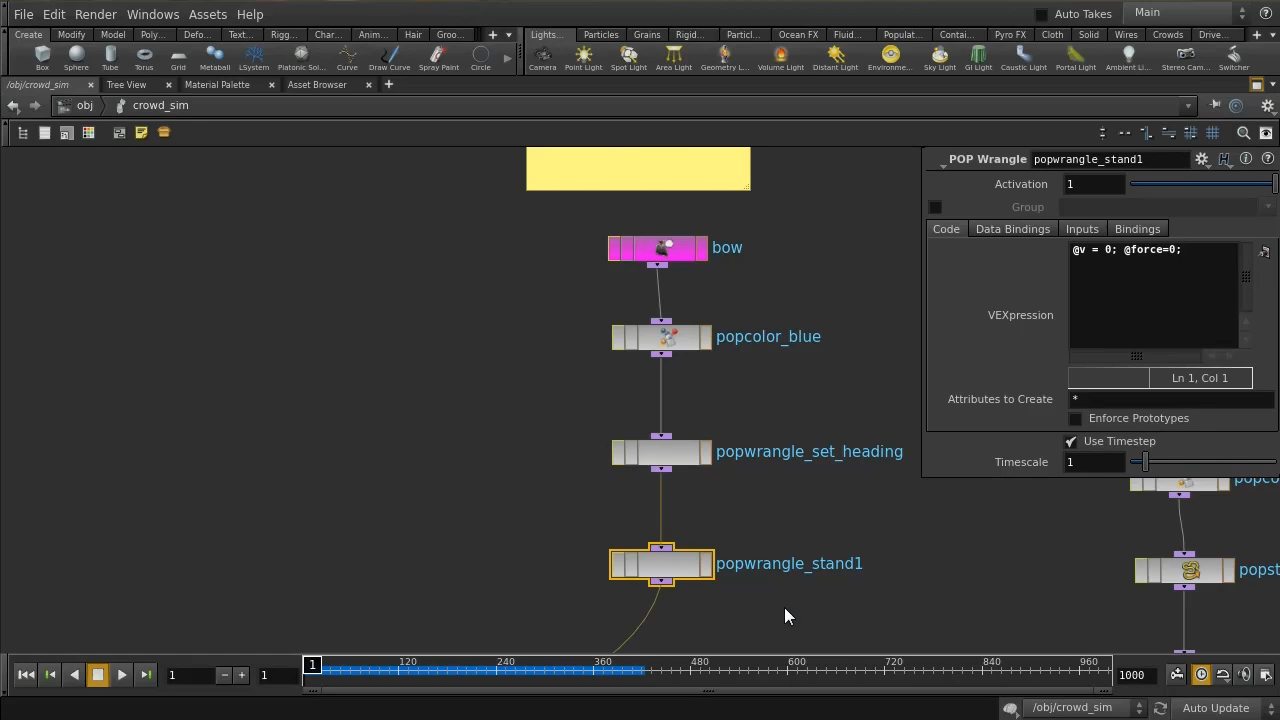 File Edit Render Windows Assets Help Auto Takes Main
Create Modify Model Poly... Defo... Text... Rigg... Char... Anim... Hair Groo... Lights... Particles Grains Rigid... Particl... Ocean FX Fluid... Populat... Contai... Pyro FX Cloth Solid Wires Crowds Drive...
Box Sphere Tube Torus Grid Metaball LSystem Platonic Sol... Curve Draw Curve Spray Paint Circle Camera Point Light Spot Light Area Light Geometry L... Volume Light Distant Light Environme... Sky Light GI Light Caustic Light Portal Light Ambient Li... Stereo Cam... Switcher
/obj/crowd_sim Tree View Material Palette Asset Browser
obj crowd_sim
POP Wrangle popwrangle_stand1
Activation 1
Group
Code Data Bindings Inputs Bindings
@v = 0; @force=0;
VEXpression
Ln 1, Col 1
Attributes to Create *
Enforce Prototypes
Use Timestep
Timescale 1
bow
popcolor_blue
popwrangle_set_heading
popwrangle_stand1
popco
popst
1 1 1 120 240 360 480 600 720 840 960 1000
/obj/crowd_sim Auto Update